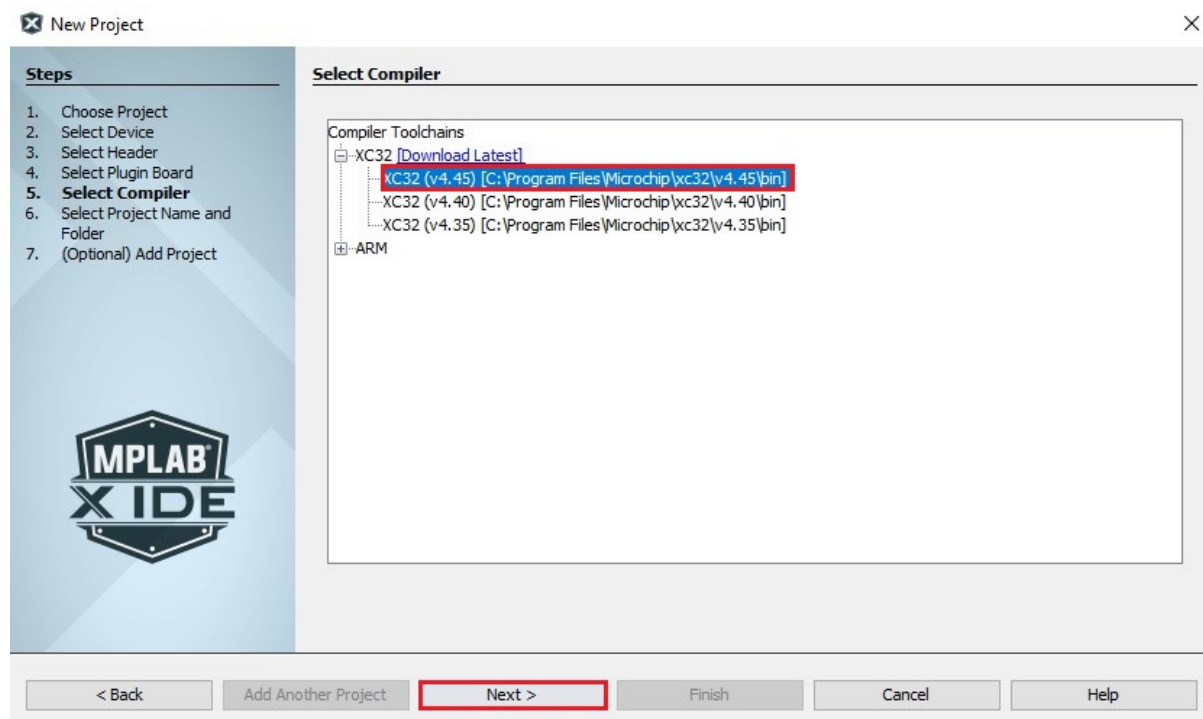 New Project
Steps
1. Choose Project
2. Select Device
3. Select Header
4. Select Plugin Board
5. Select Compiler
6. Select Project Name and
Folder
7. (Optional) Add Project
MPLAB®
X IDE
Select Compiler
Compiler Toolchains
XC32 [Download Latest]
XC32 (v4.45) [C:\Program Files\Microchip\xc32\v4.45\bin]
XC32 (v4.40) [C:\Program Files\Microchip\xc32\v4.40\bin]
XC32 (v4.35) [C:\Program Files\Microchip\xc32\v4.35\bin]
ARM
< Back Add Another Project Next > Finish Cancel Help